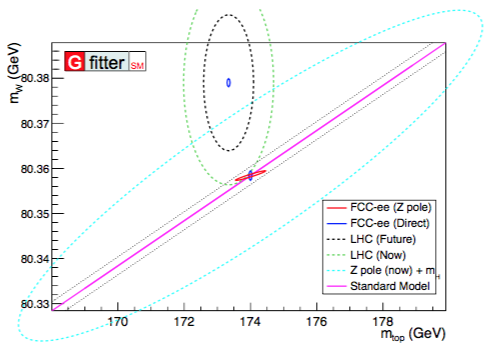 G fitter SM
m_W (GeV)
80.38
80.37
80.36
80.35
80.34
80.33
FCC-ee (Z pole)
FCC-ee (Direct)
LHC (Future)
LHC (Now)
Z pole (now) + m_H
Standard Model
170 172 174 176 178
m_top (GeV)